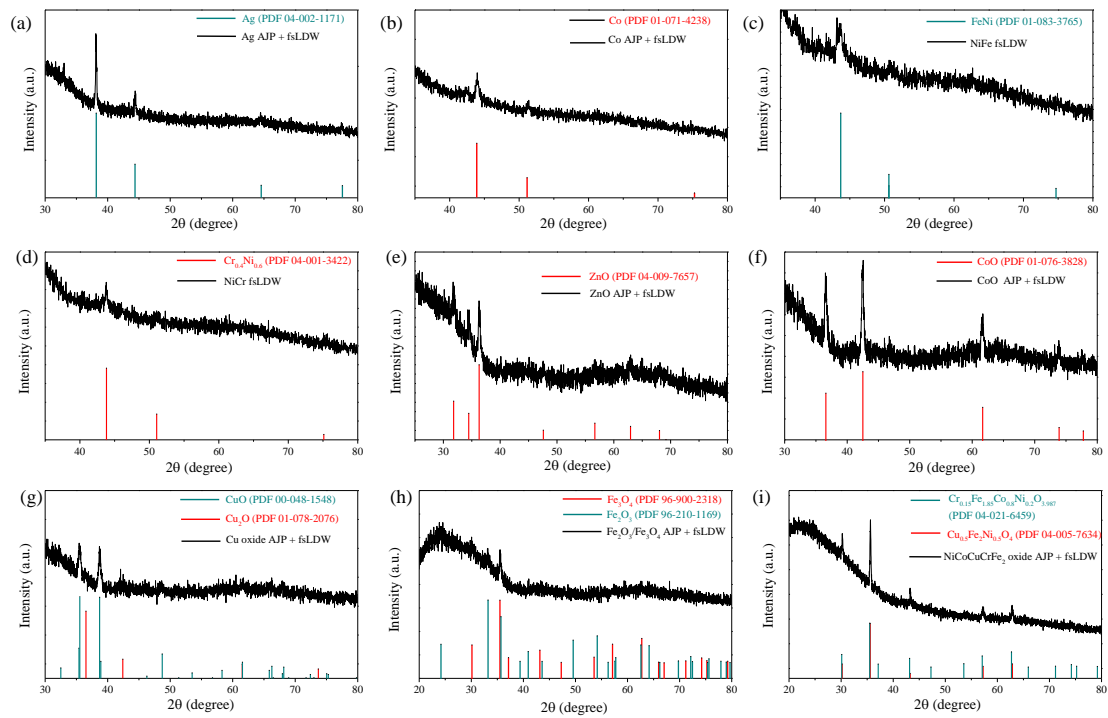 (a)
Ag (PDF 04-002-1171)
Ag AJP + fsLDW
Intensity (a.u.)
30 40 50 60 70 80
2θ (degree)
(b)
Co (PDF 01-071-4238)
Co AJP + fsLDW
Intensity (a.u.)
40 50 60 70 80
2θ (degree)
(c)
FeNi (PDF 01-083-3765)
NiFe fsLDW
Intensity (a.u.)
40 50 60 70 80
2θ (degree)
(d)
Cr0.4Ni0.6 (PDF 04-001-3422)
NiCr fsLDW
Intensity (a.u.)
40 50 60 70 80
2θ (degree)
(e)
ZnO (PDF 04-009-7657)
ZnO AJP + fsLDW
Intensity (a.u.)
30 40 50 60 70 80
2θ (degree)
(f)
CoO (PDF 01-076-3828)
CoO AJP + fsLDW
Intensity (a.u.)
30 40 50 60 70 80
2θ (degree)
(g)
CuO (PDF 00-048-1548)
Cu2O (PDF 01-078-2076)
Cu oxide AJP + fsLDW
Intensity (a.u.)
30 40 50 60 70 80
2θ (degree)
(h)
Fe3O4 (PDF 96-900-2318)
Fe2O3 (PDF 96-210-1169)
Fe2O3/Fe3O4 AJP + fsLDW
Intensity (a.u.)
20 30 40 50 60 70 80
2θ (degree)
(i)
Cr0.15Fe1.85Co0.8Ni0.2O3.987
(PDF 04-021-6459)
Cu0.5Fe2Ni0.5O4 (PDF 04-005-7634)
NiCoCuCrFe2 oxide AJP + fsLDW
Intensity (a.u.)
20 30 40 50 60 70 80
2θ (degree)